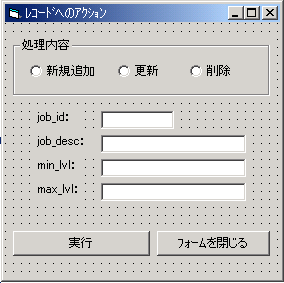 ﾚｺｰﾄﾞへのｱｸｼｮﾝ
処理内容
新規追加 更新 削除
job_id:
job_desc:
min_lvl:
max_lvl:
実行 ﾌｫｰﾑを閉じる